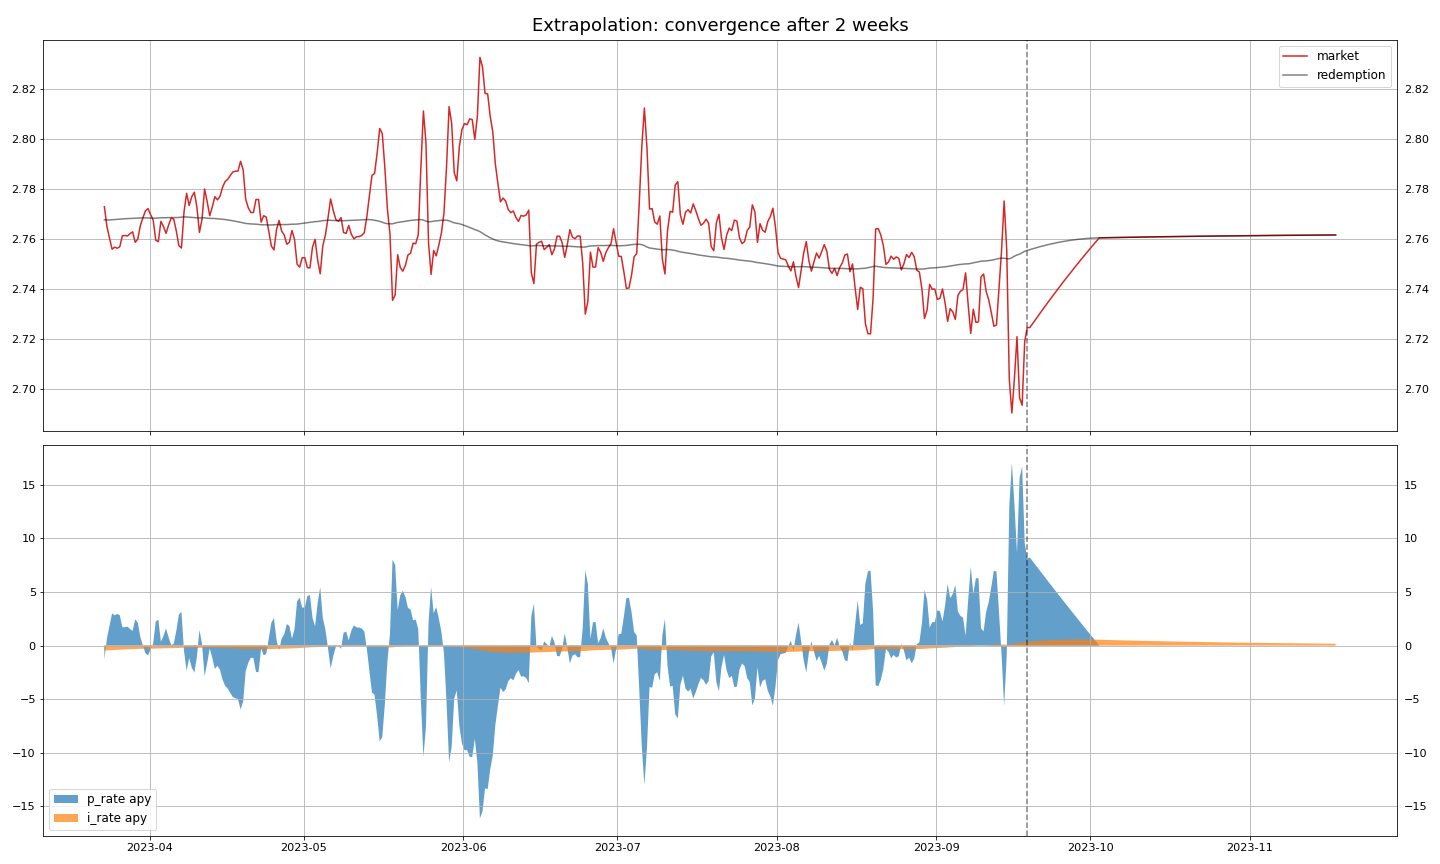 Extrapolation: convergence after 2 weeks
market
redemption
2.82 2.82
2.80 2.80
2.78 2.78
2.76 2.76
2.74 2.74
2.72 2.72
2.70 2.70
15 15
10 10
5 5
0 0
−5 −5
−10 −10
−15 −15
p_rate apy
i_rate apy
2023-04 2023-05 2023-06 2023-07 2023-08 2023-09 2023-10 2023-11